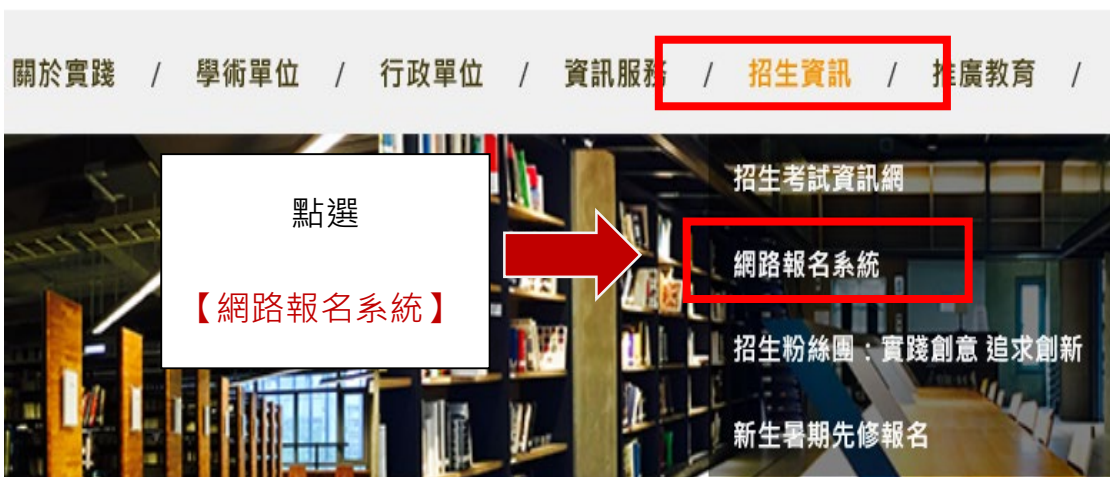 關於實踐 / 學術單位 / 行政單位 / 資訊服務 / 招生資訊 / 推廣教育 /
點選
【網路報名系統】
招生考試資訊網
網路報名系統
招生粉絲團：實踐創意 追求創新
新生暑期先修報名